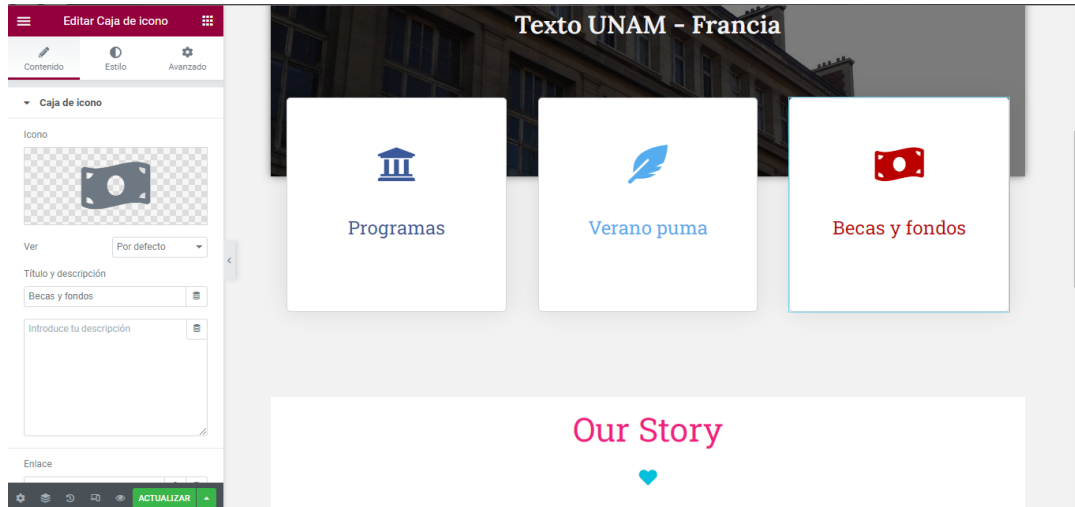 Editar Caja de icono
Contenido
Estilo
Avanzado
Caja de icono
Icono
Ver
Por defecto
Título y descripción
Becas y fondos
Introduce tu descripción
Enlace
ACTUALIZAR
Texto UNAM - Francia
Programas
Verano puma
Becas y fondos
Our Story